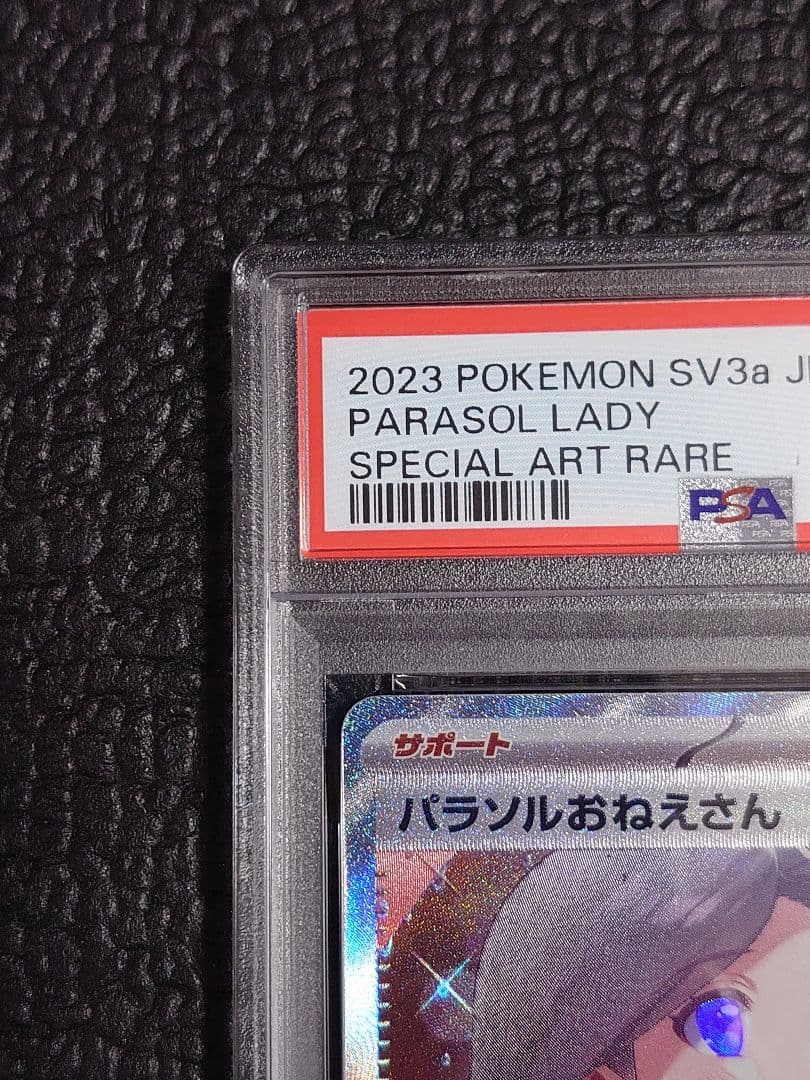 2023 POKEMON SV3a
PARASOL LADY
SPECIAL ART RARE
PSA
サポート
パラソルおねえさん